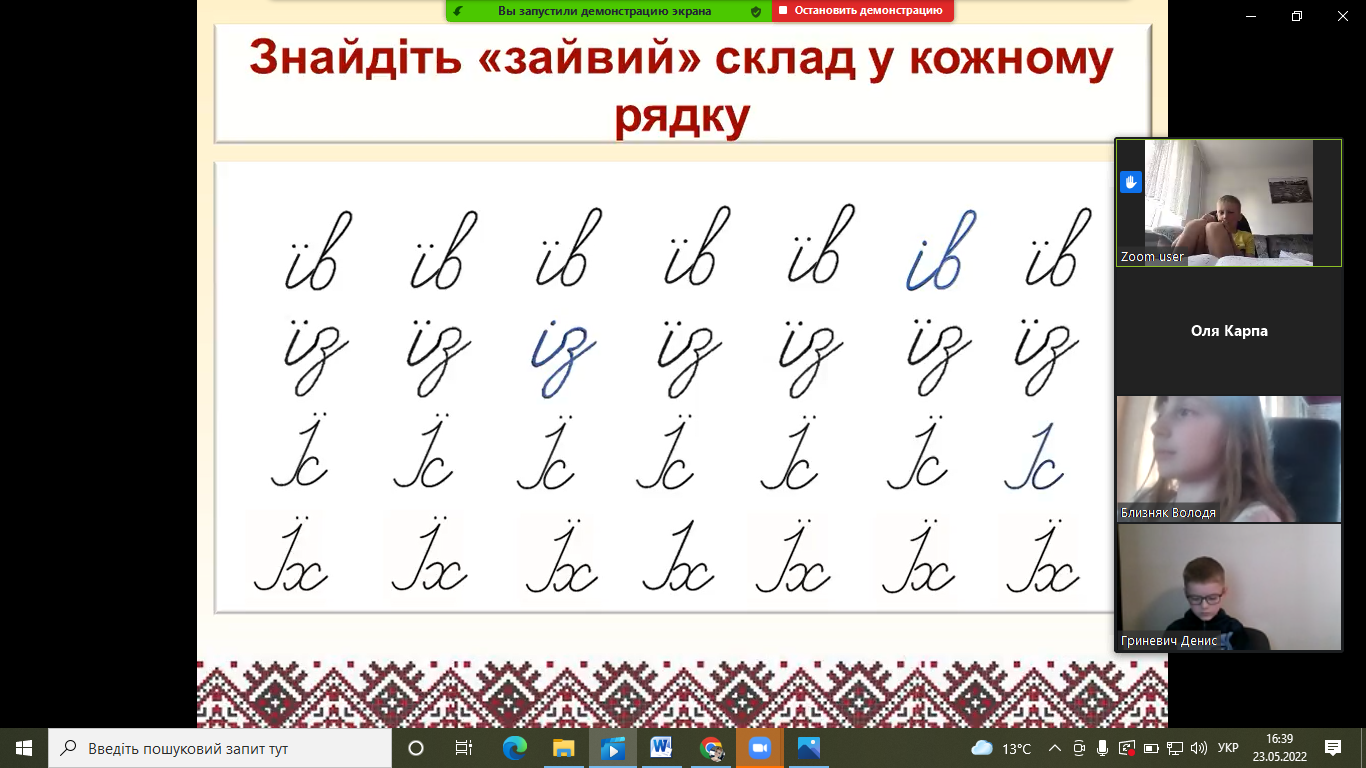 Вы запустили демонстрацию экрана
Остановить демонстрацию
Знайдіть «зайвий» склад у кожному
рядку
їв їв їв їв їв ів їв
їз їз із їз їз їз їз
Їс Їс Їс Їс Їс Їс Іс
Їх Їх Їх Іх Їх Їх Їх
Zoom user
Оля Карпа
Близняк Володя
Гриневич Денис
Введіть пошуковий запит тут
13°C
УКР
16:39
23.05.2022